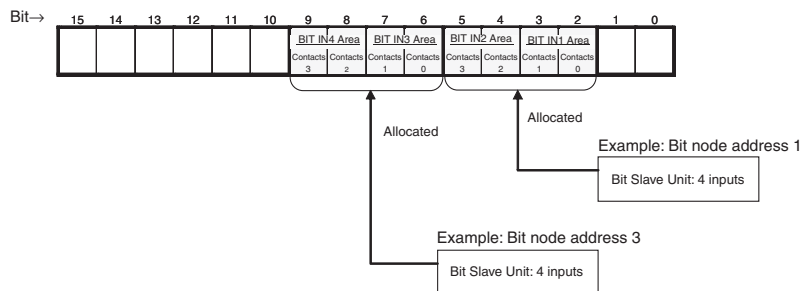 Bit→ 15 14 13 12 11 10 9 8 7 6 5 4 3 2 1 0
BIT IN4 Area BIT IN3 Area BIT IN2 Area BIT IN1 Area
Contacts Contacts Contacts Contacts Contacts Contacts Contacts Contacts
3 2 1 0 3 2 1 0
Allocated Allocated
Example: Bit node address 1
Bit Slave Unit: 4 inputs
Example: Bit node address 3
Bit Slave Unit: 4 inputs